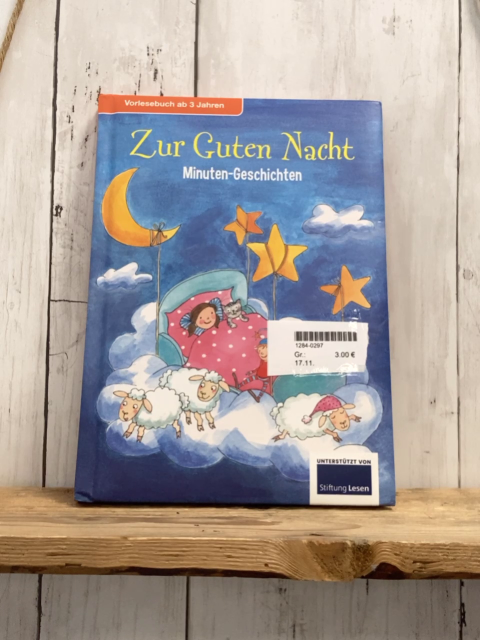 Vorlesebuch ab 3 Jahren
Zur Guten Nacht
Minuten-Geschichten
1284-0297
Gr.: 3.00 €
17.11.
UNTERSTÜTZT VON
Stiftung Lesen